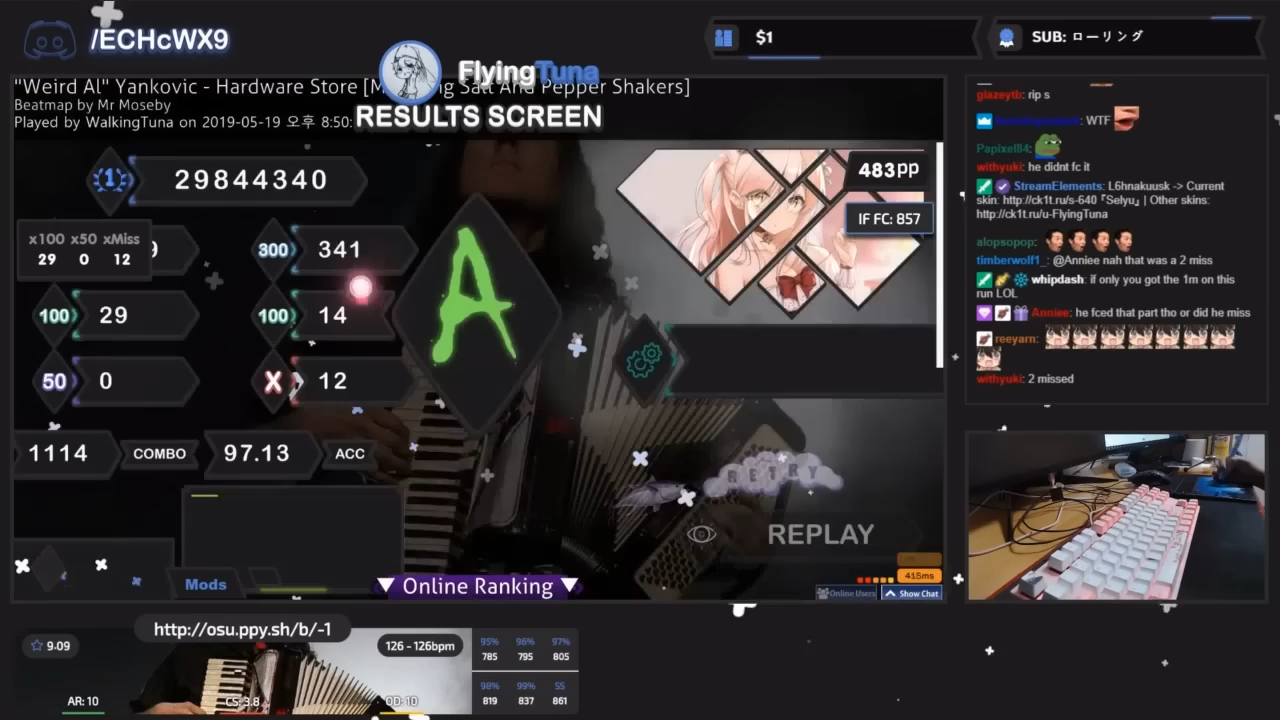 /ECHcWX9
$1
SUB: ローリング
FlyingTuna
RESULTS SCREEN
"Weird Al" Yankovic - Hardware Store [M
ng Salt And Pepper Shakers]
Beatmap by Mr Moseby
Played by WalkingTuna on 2019-05-19 오후 8:50:
1
29844340
x100 x50 xMiss
29 0 12
9
300 341
100 29
100 14
50 0
X 12
1114 COMBO
97.13 ACC
A
483pp
IF FC: 857
RETRY
REPLAY
Mods
Online Ranking
415ms
Online Users
Show Chat
glazeytb: rip s
WTF
Papixel84:
withyuki: he didnt fc it
StreamElements: L6hnakuusk -> Current
skin: http://ck1t.ru/s-640 「Selyu」 | Other skins:
http://ck1t.ru/u-FlyingTuna
alopsopop:
timberwolf1_: @Anniee nah that was a 2 miss
whipdash: if only you got the 1m on this
run LOL
Anniee: he fced that part tho or did he miss
reeyarn:
withyuki: 2 missed
http://osu.ppy.sh/b/-1
9.09
126 - 126bpm
AR: 10
CS: 3.8
OD: 10
95% 96% 97%
785 795 805
98% 99% SS
819 837 861